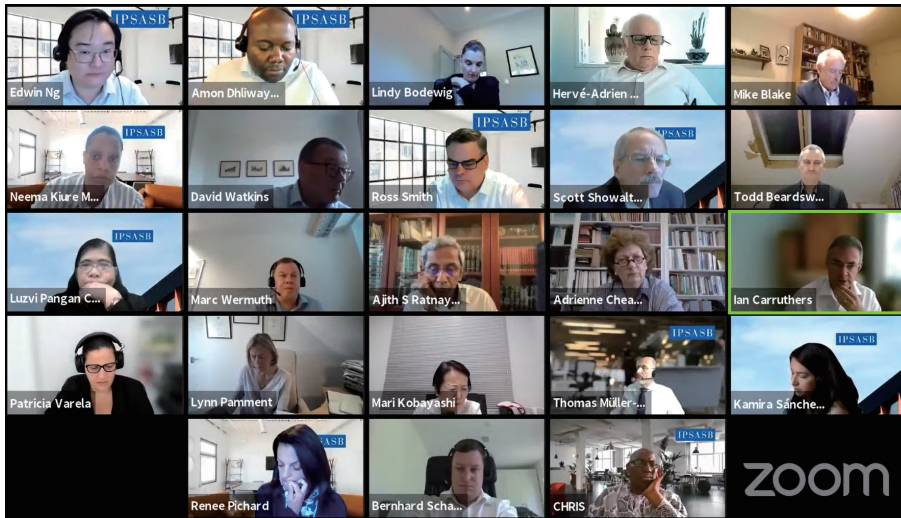 IPSASB
Edwin Ng
IPSASB
Amon Dhliway...
Lindy Bodewig
Hervé-Adrien ...
Mike Blake
IPSASB
Neema Kiure M...
David Watkins
IPSASB
Ross Smith
IPSASB
Scott Showalt...
Todd Beardsw...
IPSASB
Luzvi Pangan C...
Marc Wermuth
Ajith S Ratnay...
Adrienne Chea...
Ian Carruthers
Patricia Varela
Lynn Pamment
Mari Kobayashi
IPSASB
Thomas Müller-...
IPSASB
Kamira Sánche...
IPSASB
Renee Pichard
Bernhard Scha...
IPSASB
CHRIS
zoom